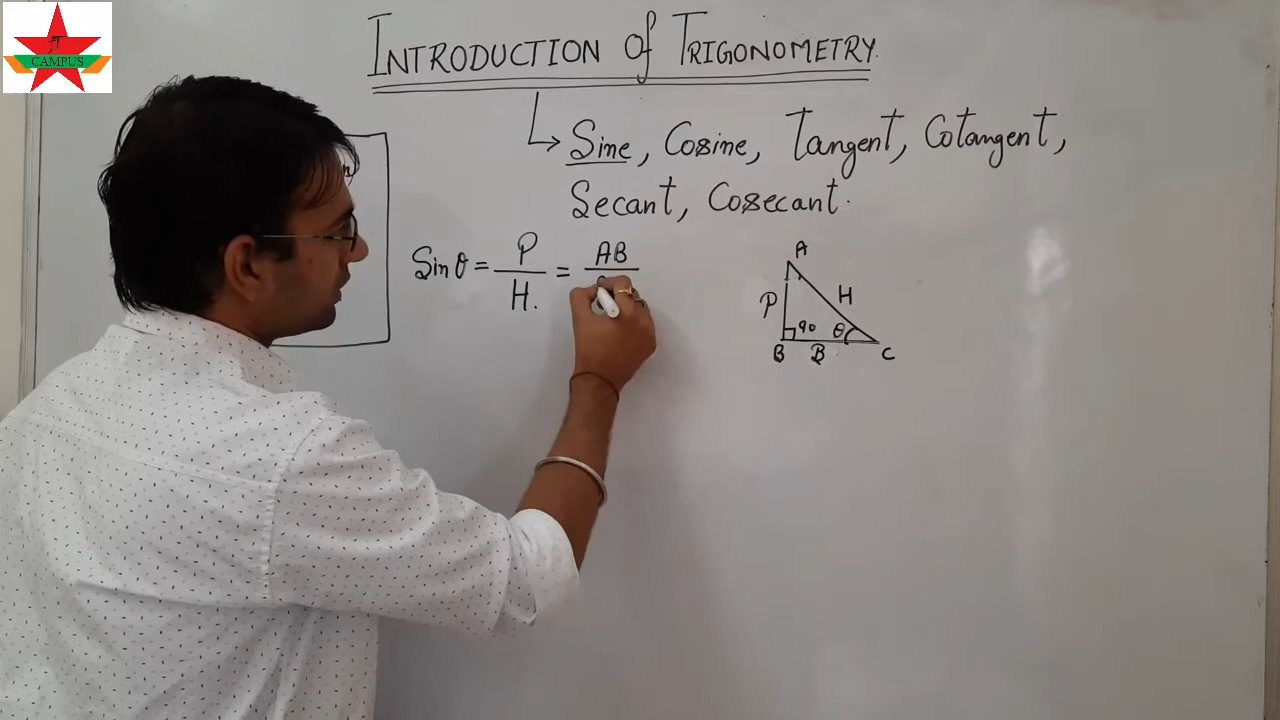 CAMPUS
INTRODUCTION of TRIGONOMETRY.
Sine, Cosine, Tangent, Cotangent,
Secant, Cosecant.
Sin θ = P/H. = AB
A
P
H
90 θ
B B C